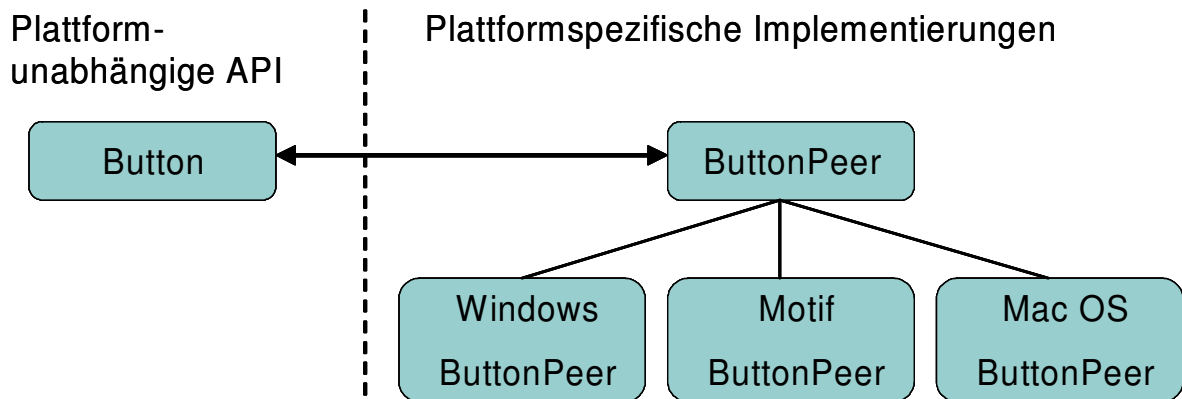 Plattform-
unabhängige API
Plattformspezifische Implementierungen
Button
ButtonPeer
Windows
ButtonPeer
Motif
ButtonPeer
Mac OS
ButtonPeer